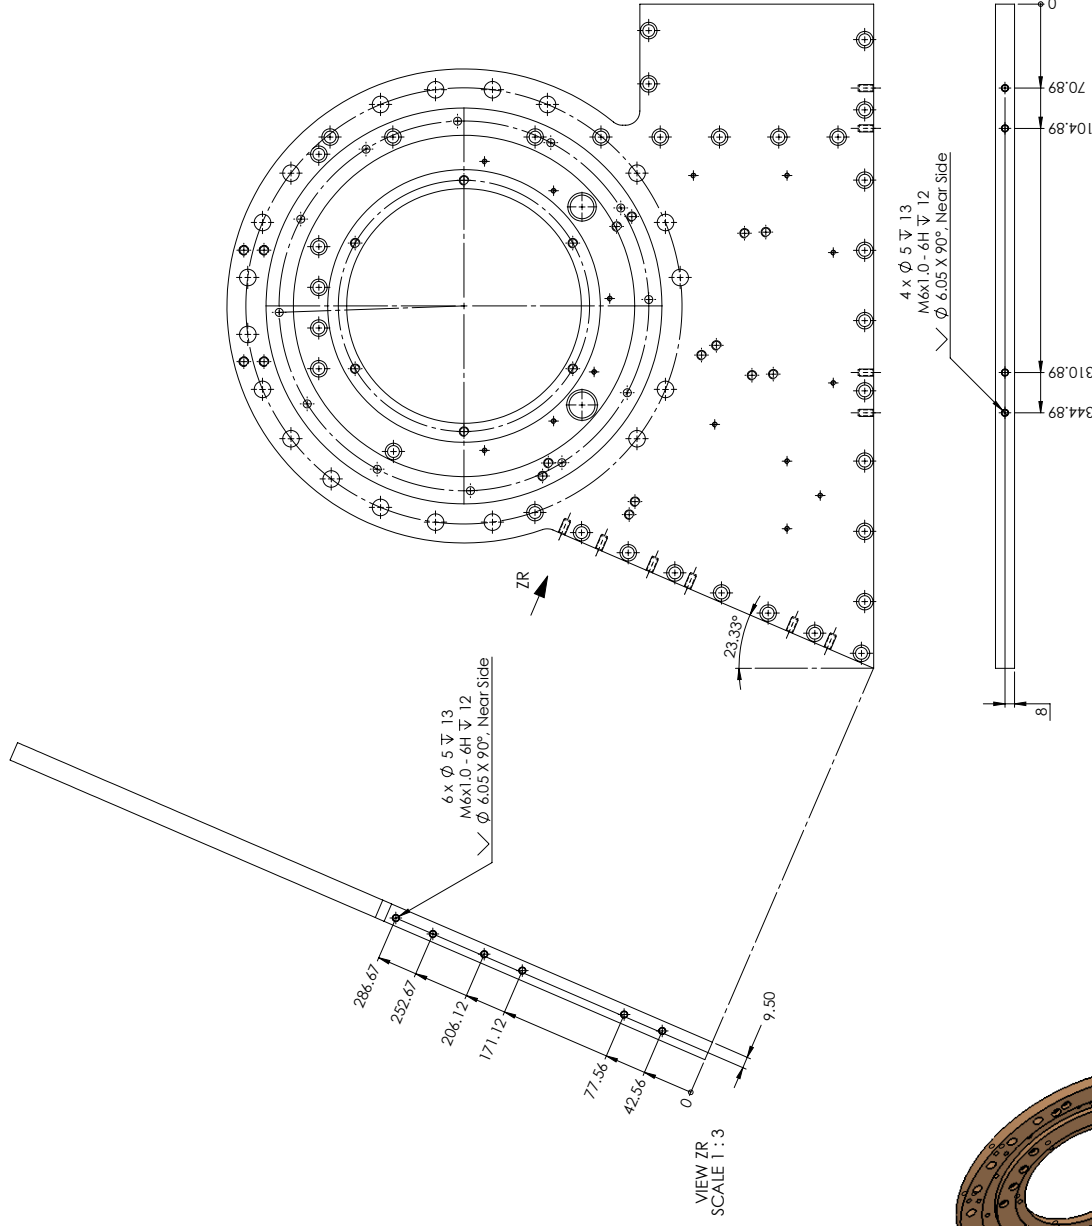 0
70.89
104.89
310.89
344.89
4 x Ø 5 ↧ 13
M6x1.0 - 6H ↧ 12
⌵ Ø 6.05 X 90°, Near Side
8
ZR
23.33°
6 x Ø 5 ↧ 13
M6x1.0 - 6H ↧ 12
⌵ Ø 6.05 X 90°, Near Side
286.67
252.67
206.12
171.12
77.56
42.56
0
9.50
VIEW ZR
SCALE 1 : 3